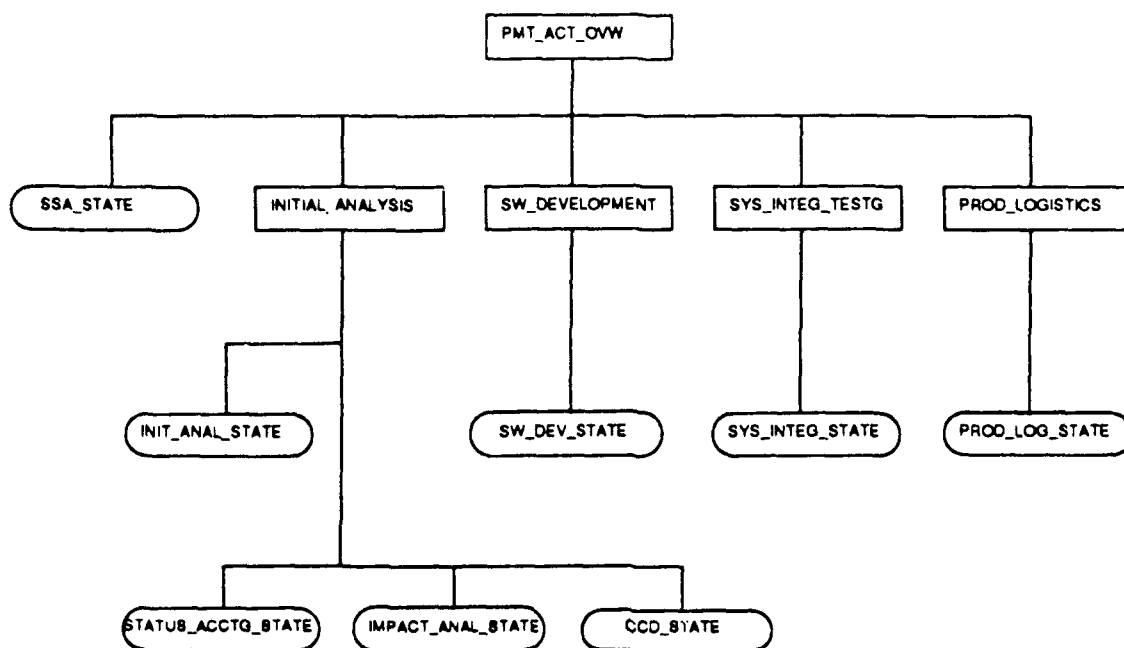 PMT_ACT_OVW
SSA_STATE
INITIAL_ANALYSIS
SW_DEVELOPMENT
SYS_INTEG_TESTG
PROD_LOGISTICS
INIT_ANAL_STATE
SW_DEV_STATE
SYS_INTEG_STATE
PROD_LOG_STATE
STATUS_ACCTG_STATE
IMPACT_ANAL_STATE
CCD_STATE